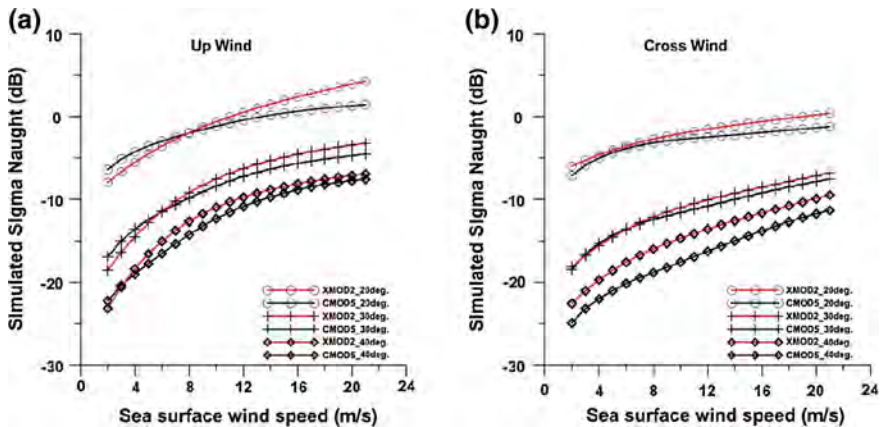 (a)
Up Wind
Simulated Sigma Naught (dB)
10
0
-10
-20
-30
XMOD2_20deg.
CMOD5_20deg.
XMOD2_30deg.
CMOD5_30deg.
XMOD2_40deg.
CMOD5_40deg.
0 4 8 12 16 20 24
Sea surface wind speed (m/s)
(b)
Cross Wind
Simulated Sigma Naught (dB)
10
0
-10
-20
-30
XMOD2_20deg.
CMOD5_20deg.
XMOD2_30deg.
CMOD5_30deg.
XMOD2_40deg.
CMOD5_40deg.
0 4 8 12 16 20 24
Sea surface wind speed (m/s)